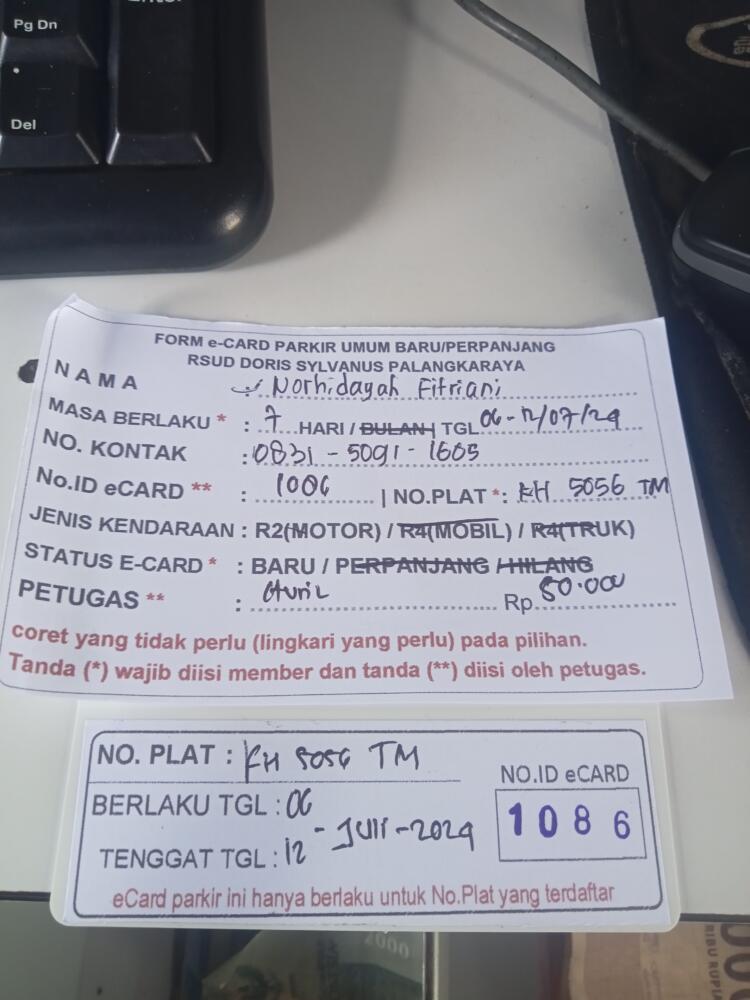 Pg Dn
Del
FORM e-CARD PARKIR UMUM BARU/PERPANJANG
RSUD DORIS SYLVANUS PALANGKARAYA
NAMA Norhidayah Fitriani
MASA BERLAKU * : 7 HARI / BULAN | TGL 06-12/07/24
NO. KONTAK : 0831 - 5091 - 1605
No.ID eCARD ** : 1086 | NO.PLAT *: KH 5056 TM
JENIS KENDARAAN : R2(MOTOR) / R4(MOBIL) / R4(TRUK)
STATUS E-CARD * : BARU / PERPANJANG / HILANG
PETUGAS ** : Rp 50.000
coret yang tidak perlu (lingkari yang perlu) pada pilihan.
Tanda (*) wajib diisi member dan tanda (**) diisi oleh petugas.
NO. PLAT : KH 5056 TM
NO.ID eCARD
1086
BERLAKU TGL : 06
- JULI - 2024
TENGGAT TGL : 12
eCard parkir ini hanya berlaku untuk No.Plat yang terdaftar
2000
RIBU RUPIA